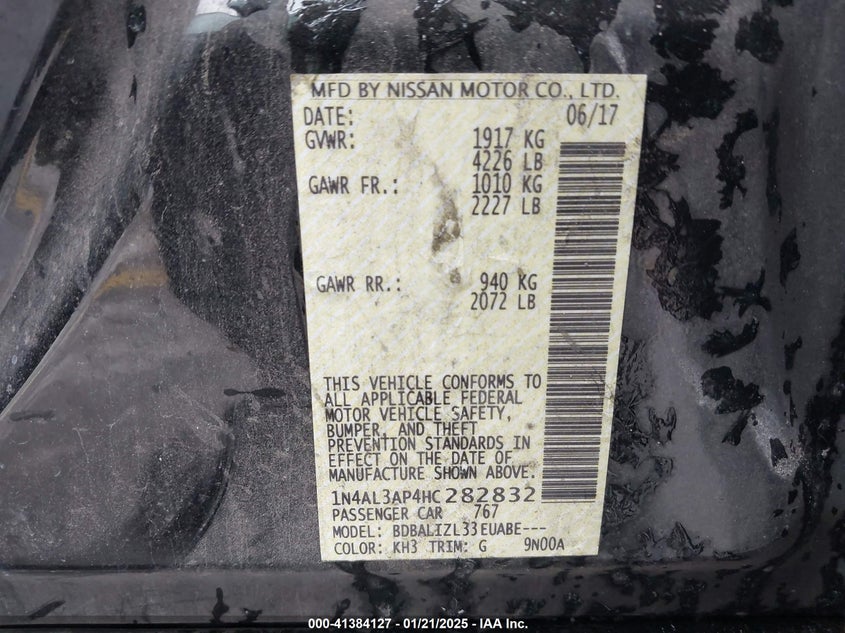 MFD BY NISSAN MOTOR CO., LTD.
DATE: 06/17
GVWR: 1917 KG
4226 LB
GAWR FR.: 1010 KG
2227 LB
GAWR RR.: 940 KG
2072 LB
THIS VEHICLE CONFORMS TO
ALL APPLICABLE FEDERAL
MOTOR VEHICLE SAFETY,
BUMPER, AND THEFT
PREVENTION STANDARDS IN
EFFECT ON THE DATE OF
MANUFACTURE SHOWN ABOVE.
1N4AL3AP4HC282832
PASSENGER CAR 767
MODEL: BDBALIZL33EUABE---
COLOR: KH3 TRIM: G 9N00A
000-41384127 - 01/21/2025 - IAA Inc.